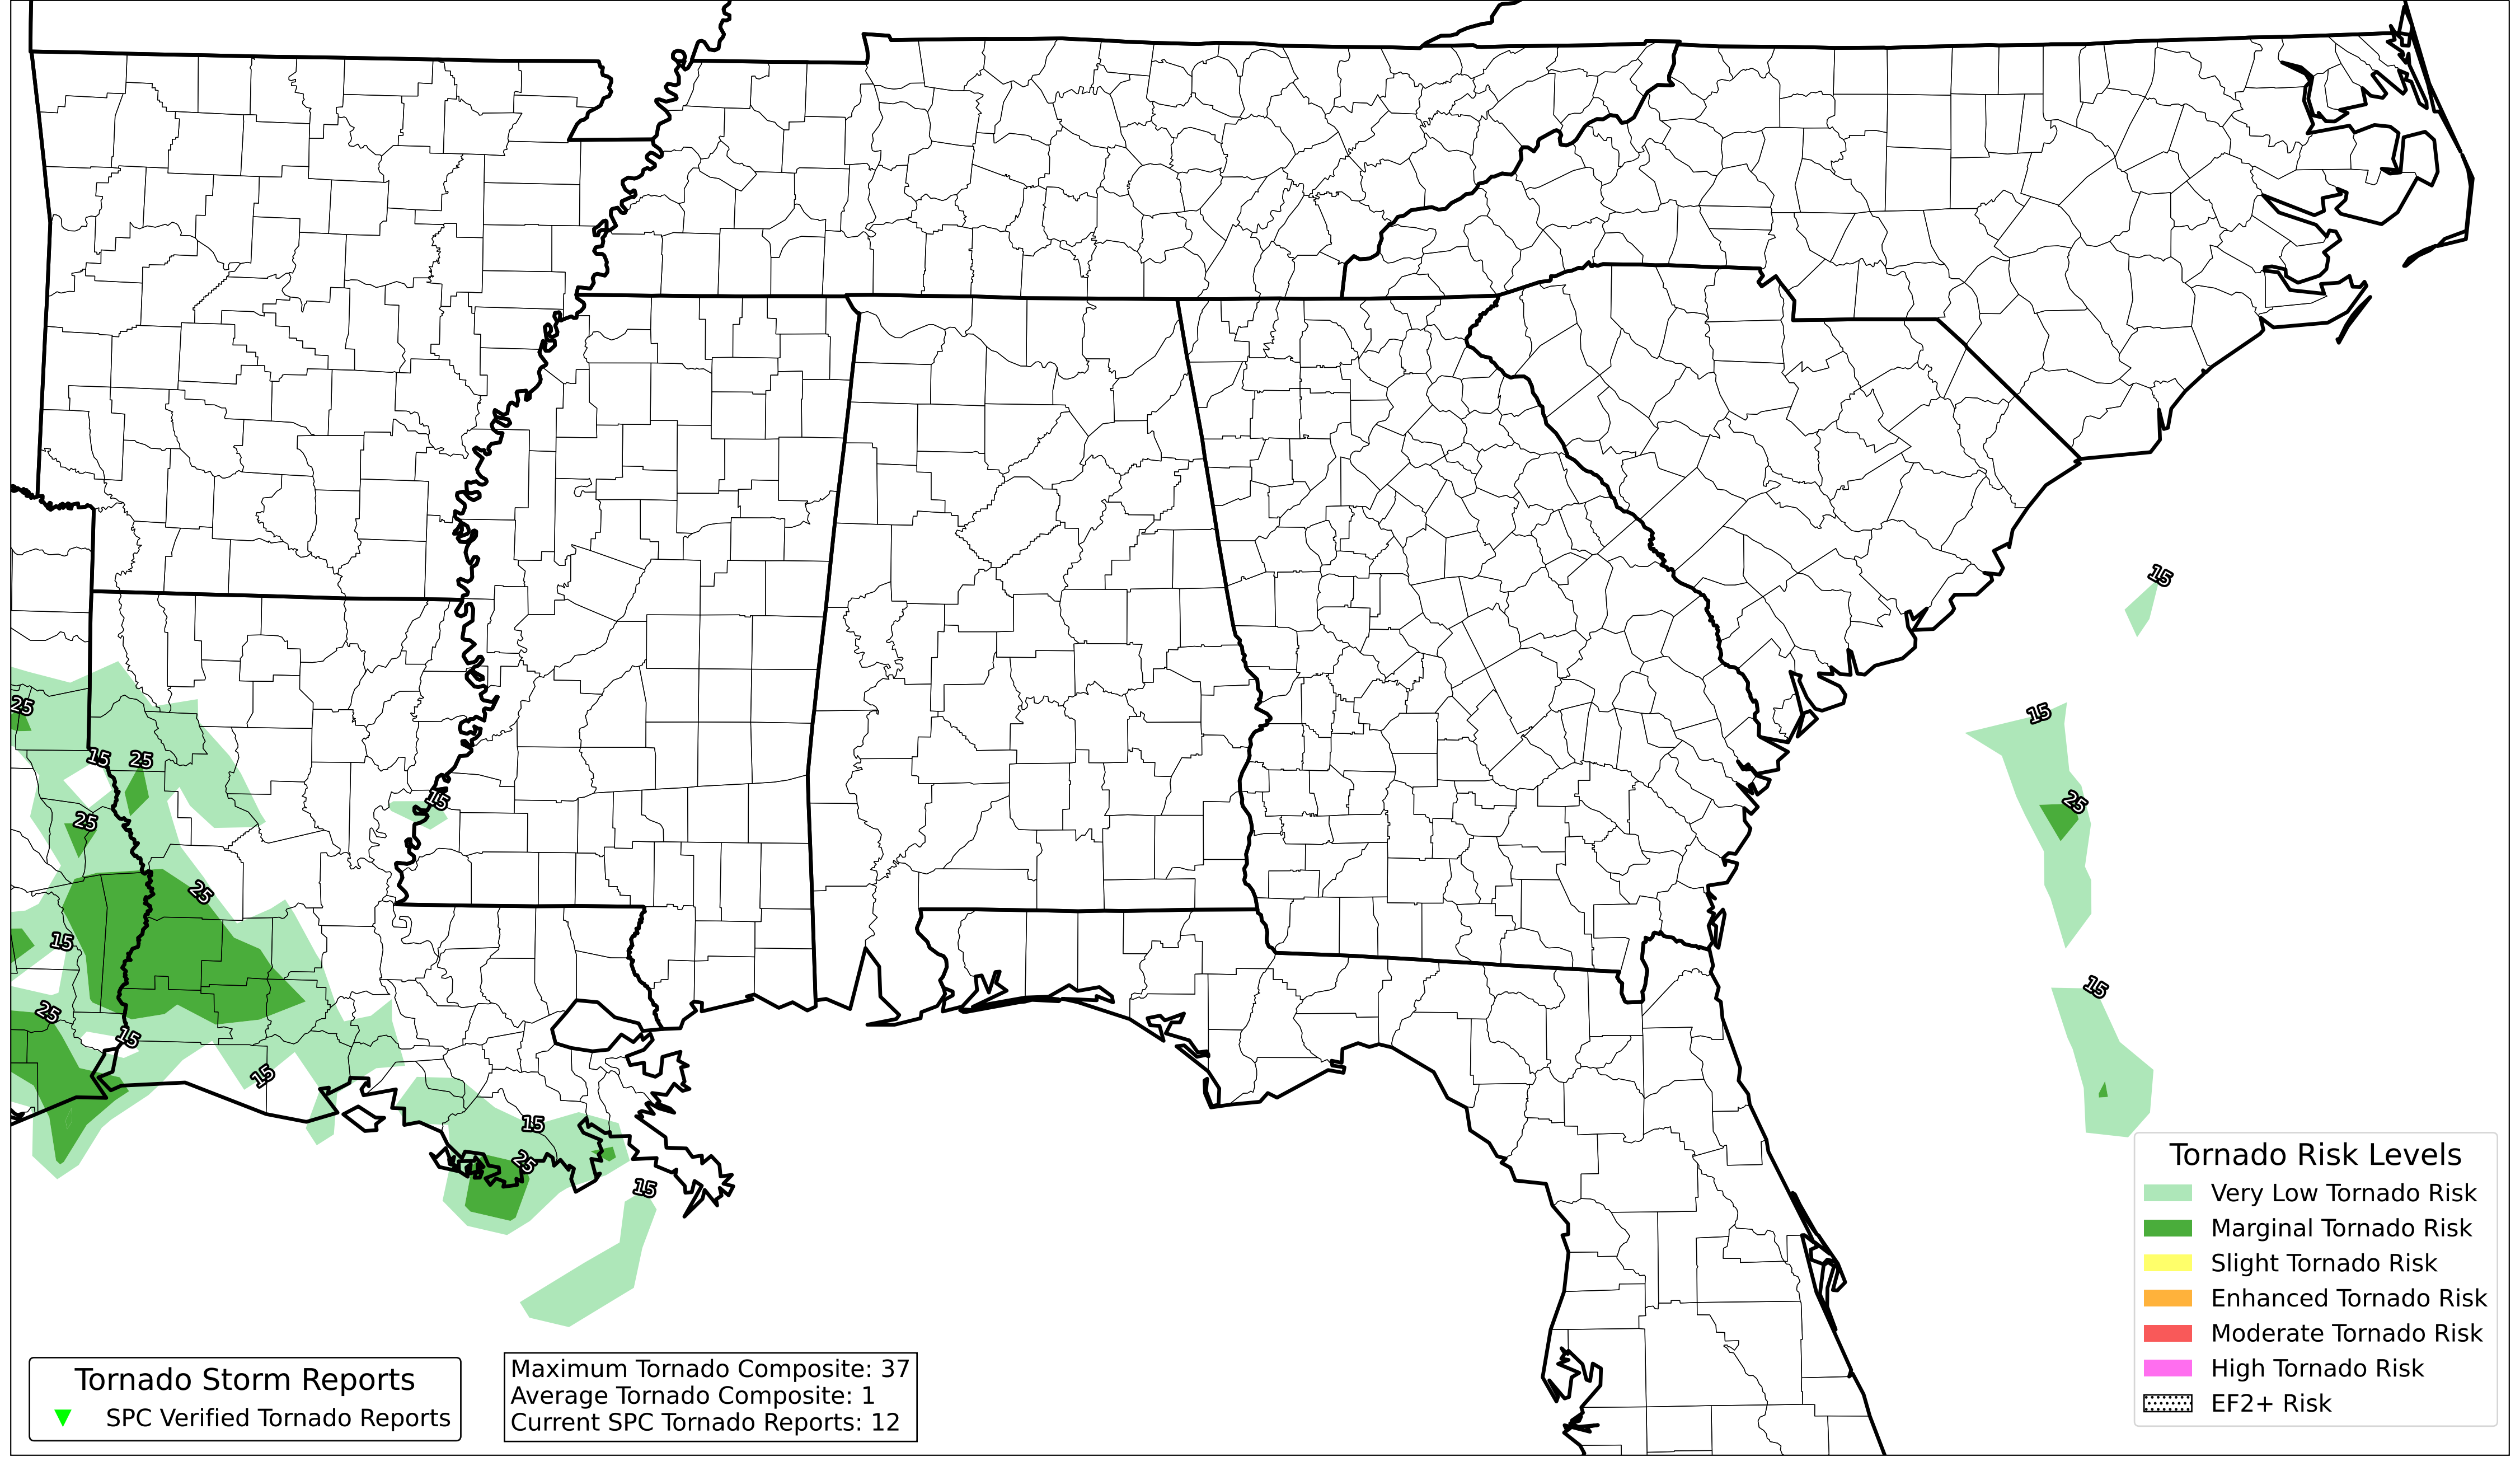 15
15
25
15
25
15
25
25
25
15
15
25
15
15
15
25
15
Tornado Risk Levels
Very Low Tornado Risk
Marginal Tornado Risk
Slight Tornado Risk
Enhanced Tornado Risk
Moderate Tornado Risk
High Tornado Risk
EF2+ Risk
Tornado Storm Reports
SPC Verified Tornado Reports
Maximum Tornado Composite: 37
Average Tornado Composite: 1
Current SPC Tornado Reports: 12